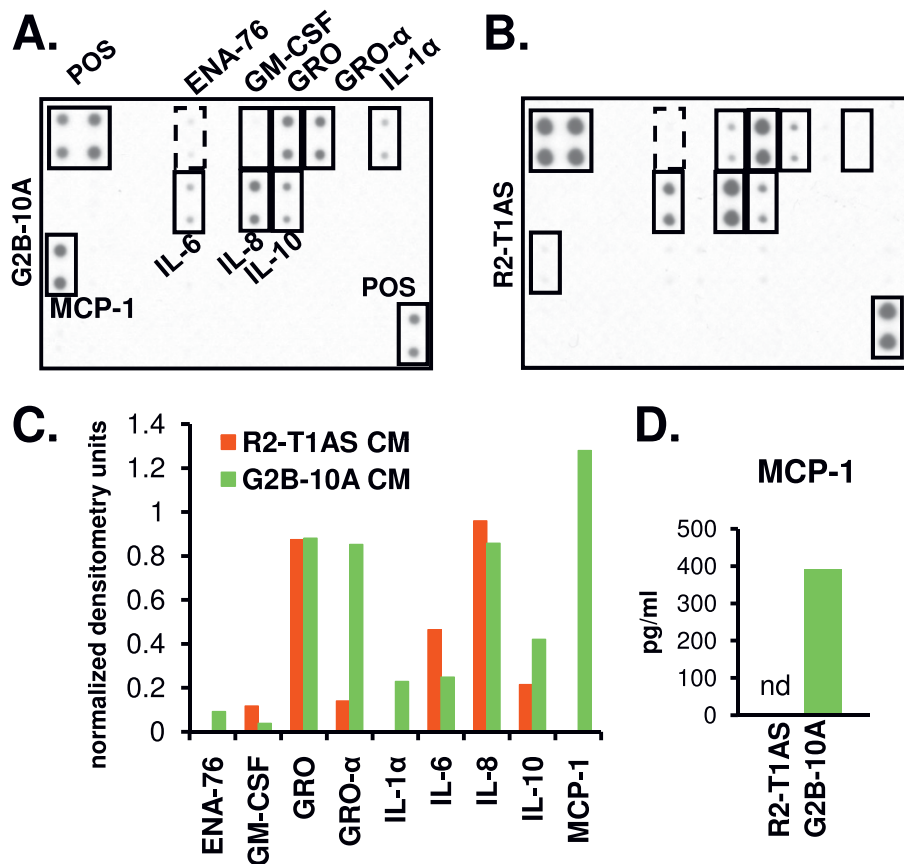 A.
B.
POS
ENA-76
GM-CSF
GRO
GRO-α
IL-1α
G2B-10A
IL-6
IL-8
IL-10
MCP-1
POS
R2-T1AS
C.
normalized densitometry units
1.4
1.2
1
0.8
0.6
0.4
0.2
0
R2-T1AS CM
G2B-10A CM
ENA-76
GM-CSF
GRO
GRO-α
IL-1α
IL-6
IL-8
IL-10
MCP-1
D.
MCP-1
pg/ml
500
400
300
200
100
0
nd
R2-T1AS
G2B-10A